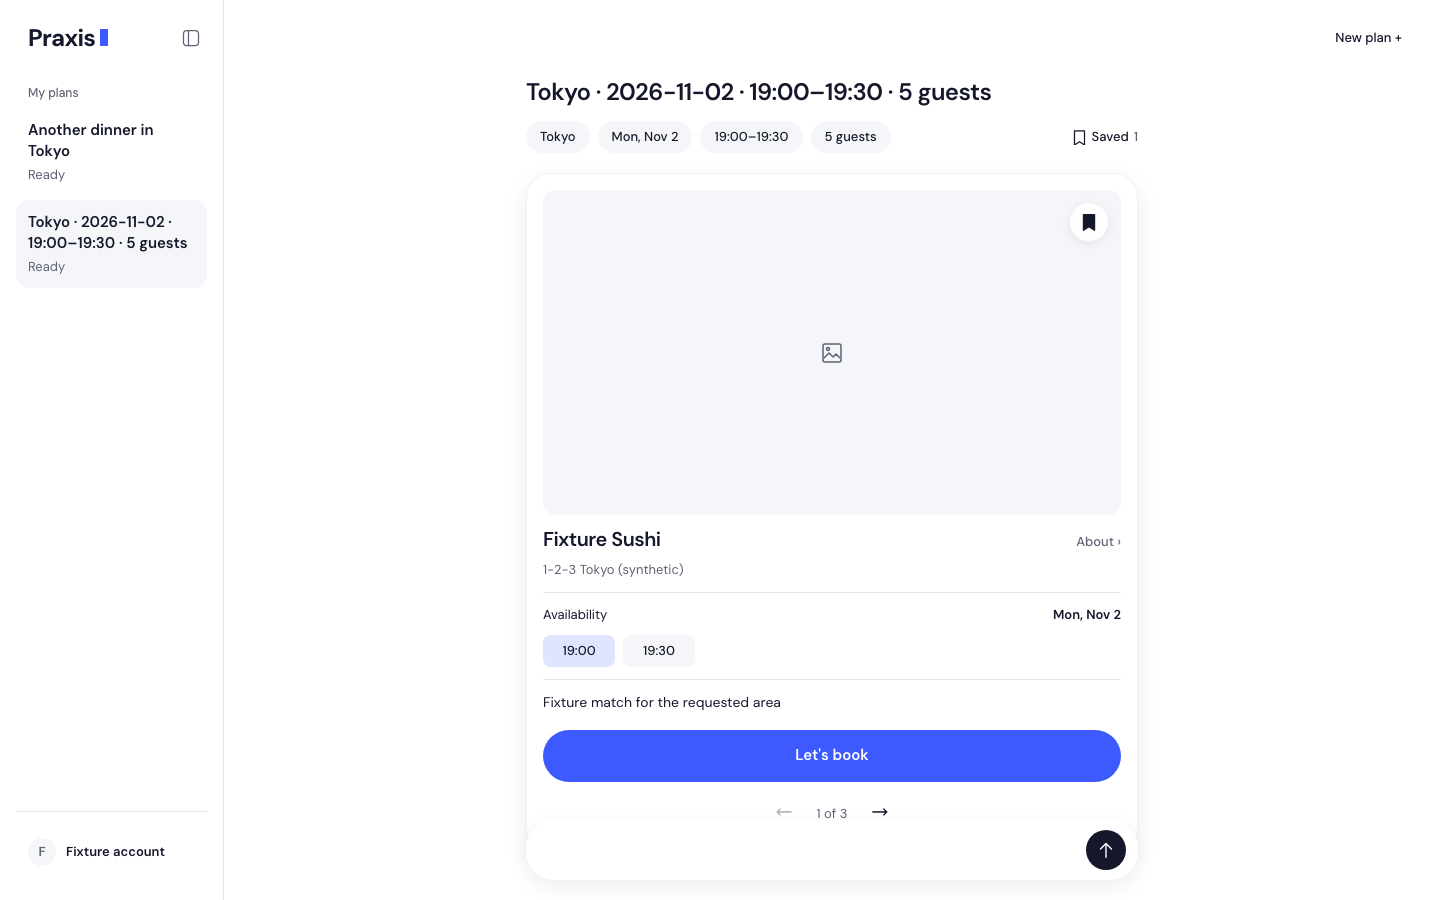 Praxis
New plan +
My plans
Another dinner in
Tokyo
Ready
Tokyo · 2026-11-02 ·
19:00–19:30 · 5 guests
Ready
Tokyo · 2026-11-02 · 19:00–19:30 · 5 guests
Tokyo
Mon, Nov 2
19:00–19:30
5 guests
Saved 1
Fixture Sushi
About ›
1-2-3 Tokyo (synthetic)
Availability
Mon, Nov 2
19:00
19:30
Fixture match for the requested area
Let's book
1 of 3
F
Fixture account